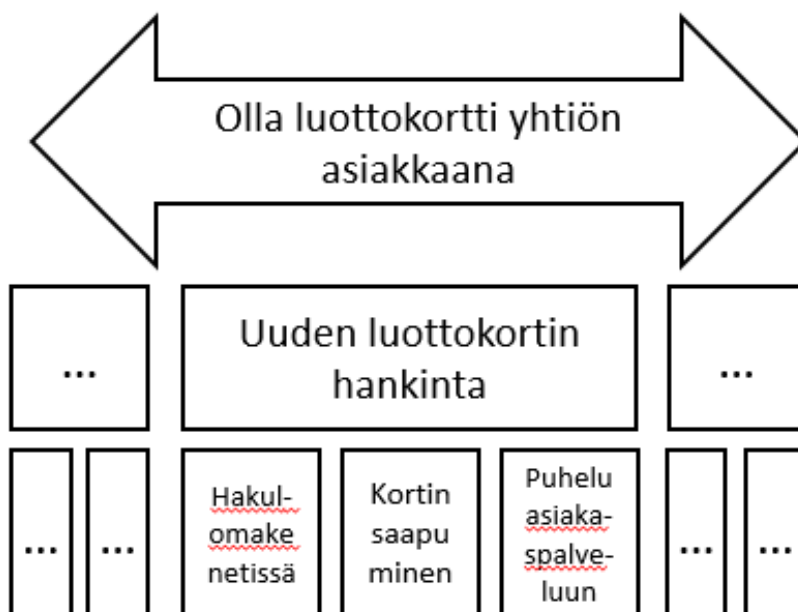 Olla luottokortti yhtiön
asiakkaana
...
Uuden luottokortin
hankinta
...
...
...
Hakul-
omake
netissä
Kortin
saapu
minen
Puhelu
asiaka-
spalve-
luun
...
...